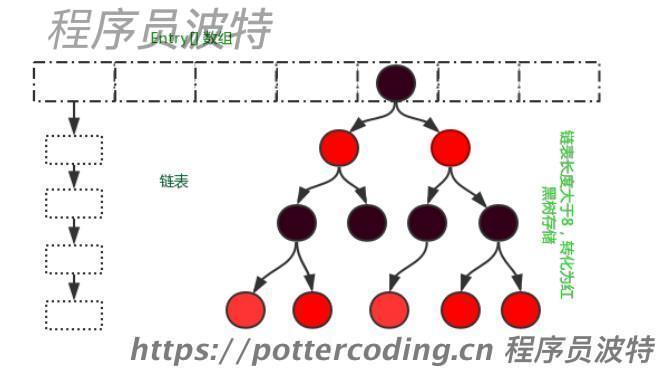 程序员波特
Entry[] 数组
链表
链表长度大于8，转化为红
黑树存储
https://pottercoding.cn 程序员波特